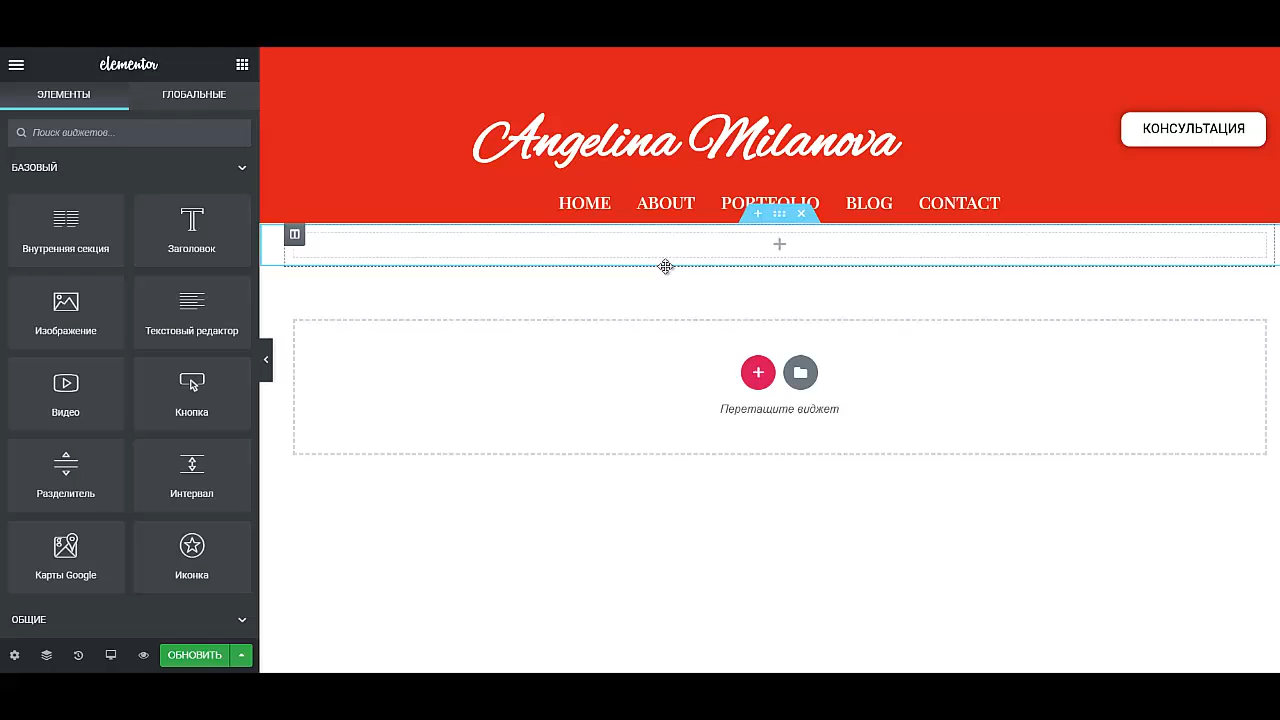 elementor
ЭЛЕМЕНТЫ
ГЛОБАЛЬНЫЕ
Поиск виджетов...
БАЗОВЫЙ
Внутренняя секция
Заголовок
Изображение
Текстовый редактор
Видео
Кнопка
Разделитель
Интервал
Карты Google
Иконка
ОБЩИЕ
ОБНОВИТЬ
Angelina Milanova
КОНСУЛЬТАЦИЯ
HOME ABOUT PORTFOLIO BLOG CONTACT
Перетащите виджет